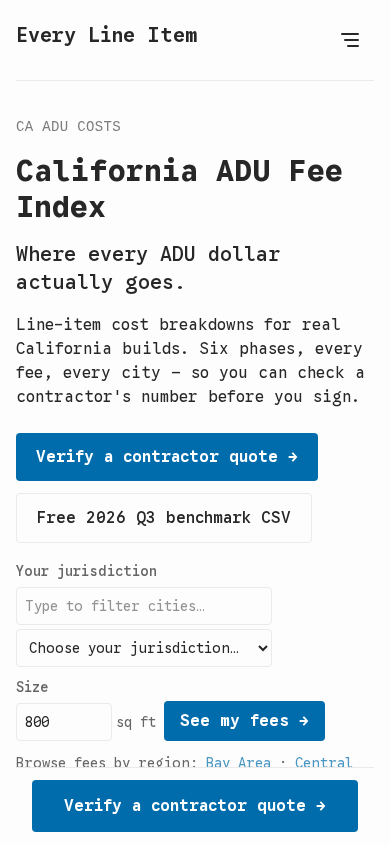 Every Line Item
CA ADU COSTS
California ADU Fee
Index
Where every ADU dollar
actually goes.
Line-item cost breakdowns for real
California builds. Six phases, every
fee, every city — so you can check a
contractor's number before you sign.
Verify a contractor quote →
Free 2026 Q3 benchmark CSV
Your jurisdiction
Type to filter cities…
Choose your jurisdiction…
Size
800 sq ft See my fees →
Browse fees by region: Bay Area · Central
Verify a contractor quote →